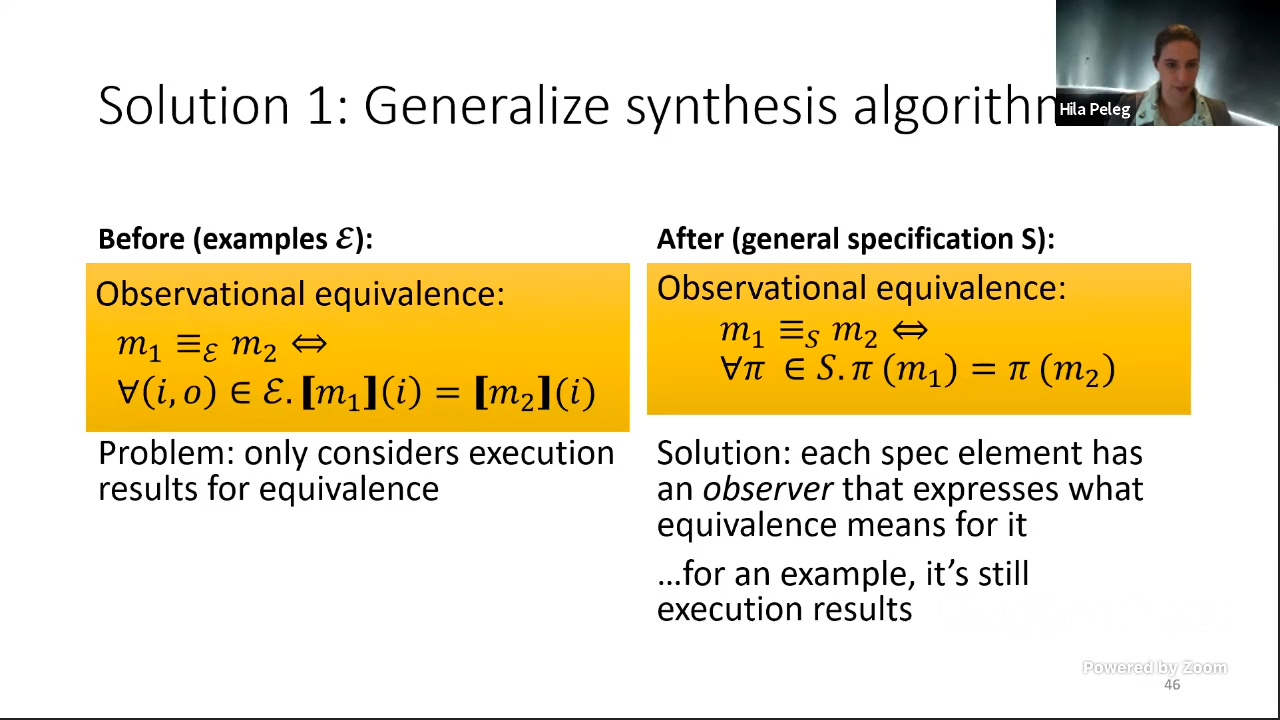 Solution 1: Generalize synthesis algorithm
Hila Peleg
Before (examples ℰ):
Observational equivalence:
m₁ ≡ℰ m₂ ⇔
∀(i, o) ∈ ℰ. ⟦m₁⟧(i) = ⟦m₂⟧(i)
Problem: only considers execution
results for equivalence
After (general specification S):
Observational equivalence:
m₁ ≡S m₂ ⇔
∀π ∈ S. π (m₁) = π (m₂)
Solution: each spec element has
an observer that expresses what
equivalence means for it
…for an example, it’s still
execution results
Powered by Zoom
46